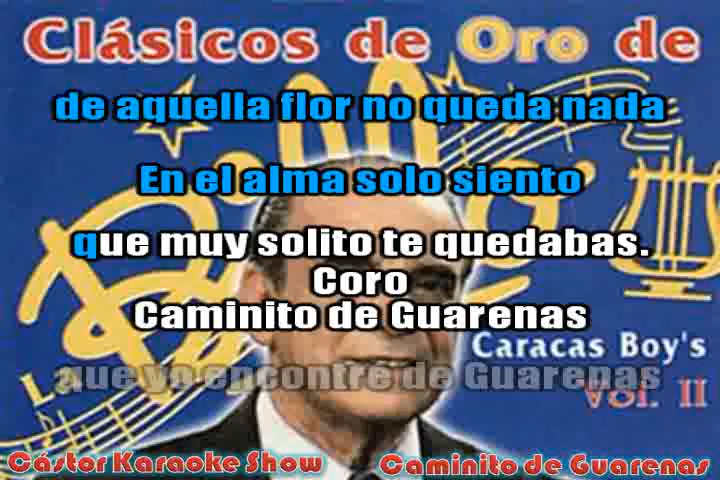 Clásicos de Oro de
de aquella flor no queda nada
En el alma solo siento
que muy solito te quedabas.
Coro
Caminito de Guarenas
Caracas Boy's
que yo encontre de Guarenas
Vol. II
Cástor Karaoke Show
Caminito de Guarenas